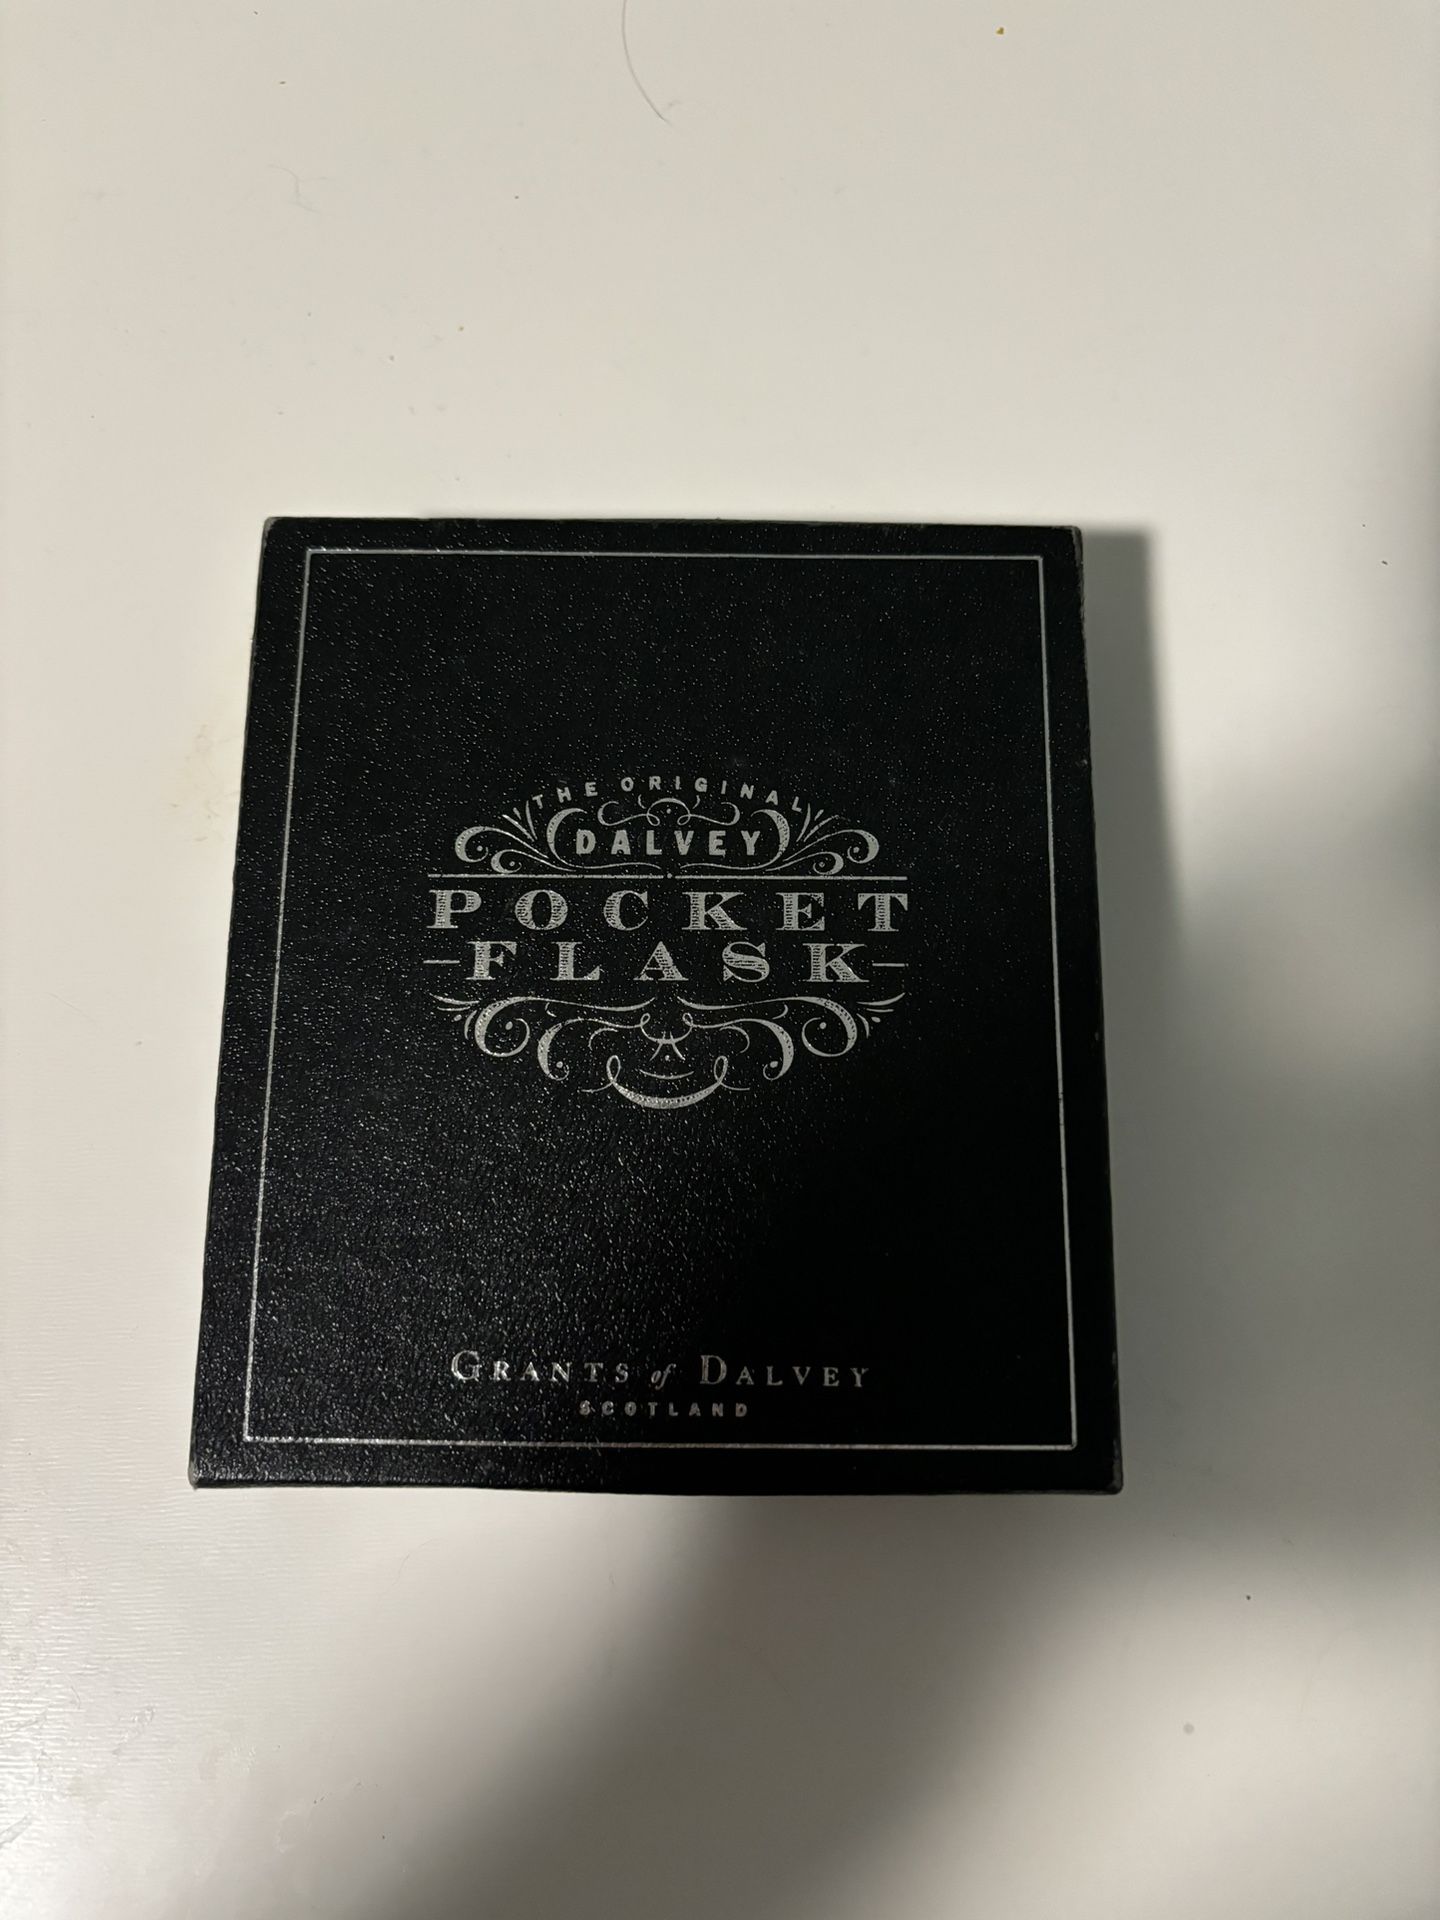 THE ORIGINAL
DALVEY
POCKET
FLASK
GRANTS of DALVEY
SCOTLAND